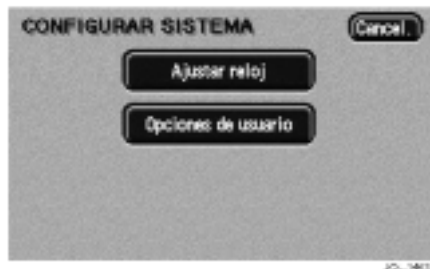 CONFIGURAR SISTEMA
Cancel.
Ajustar reloj
Opciones de usuario